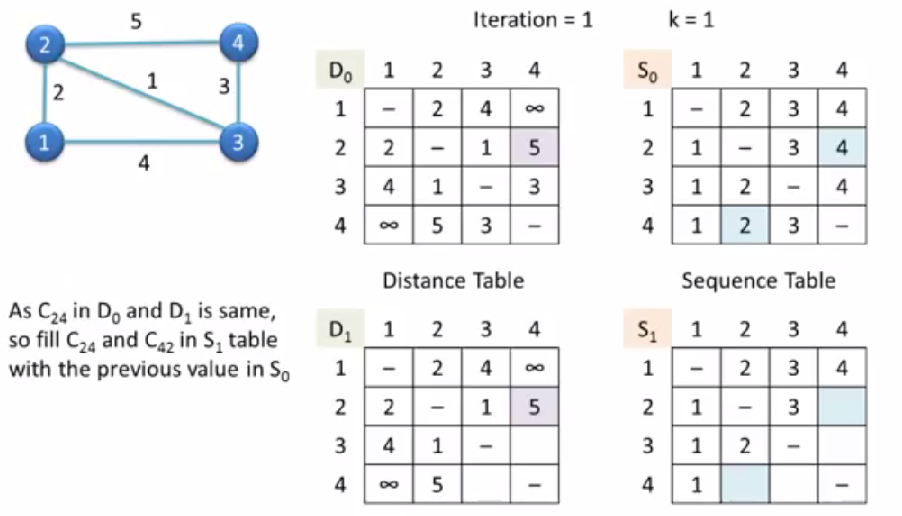 Iteration = 1 k = 1
5
2 4
2 1 3
1 3
4
D₀ 1 2 3 4
1 – 2 4 ∞
2 2 – 1 5
3 4 1 – 3
4 ∞ 5 3 –
Distance Table
S₀ 1 2 3 4
1 – 2 3 4
2 1 – 3 4
3 1 2 – 4
4 1 2 3 –
Sequence Table
As C₂₄ in D₀ and D₁ is same,
so fill C₂₄ and C₄₂ in S₁ table
with the previous value in S₀
D₁ 1 2 3 4
1 – 2 4 ∞
2 2 – 1 5
3 4 1 –
4 ∞ 5 –
S₁ 1 2 3 4
1 – 2 3 4
2 1 – 3
3 1 2 –
4 1 –